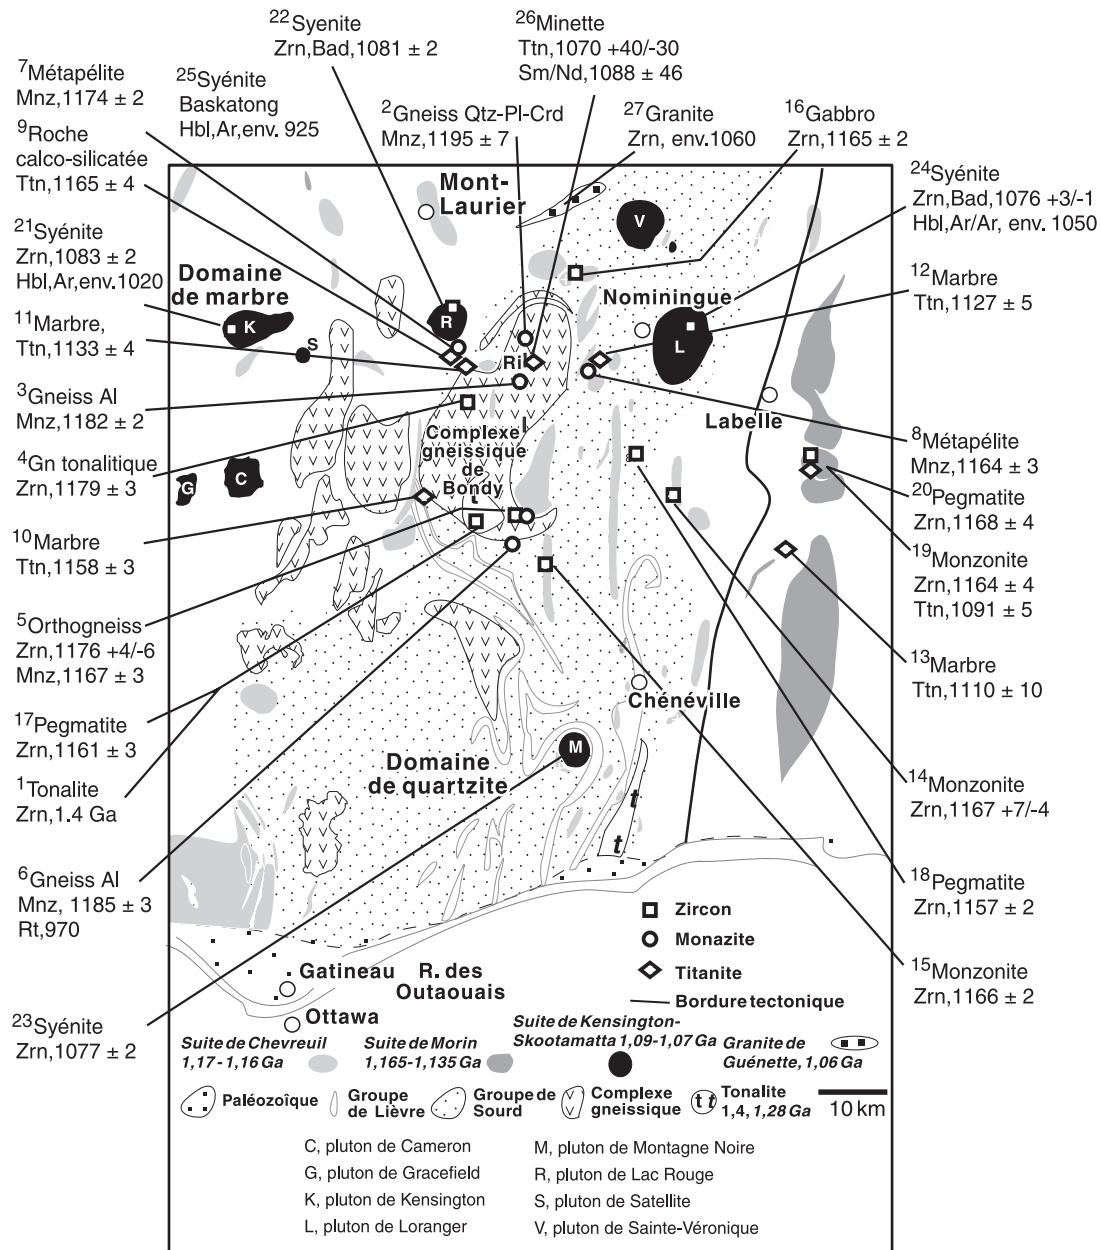 22Syenite
Zrn,Bad,1081 ± 2
26Minette
Ttn,1070 +40/-30
Sm/Nd,1088 ± 46
7Métapélite
Mnz,1174 ± 2
25Syénite
Baskatong
Hbl,Ar,env. 925
2Gneiss Qtz-Pl-Crd
Mnz,1195 ± 7
27Granite
Zrn, env.1060
16Gabbro
Zrn,1165 ± 2
9Roche
calco-silicatée
Ttn,1165 ± 4
24Syénite
Zrn,Bad,1076 +3/-1
Hbl,Ar/Ar, env. 1050
21Syénite
Zrn,1083 ± 2
Hbl,Ar,env.1020
12Marbre
Ttn,1127 ± 5
11Marbre,
Ttn,1133 ± 4
3Gneiss Al
Mnz,1182 ± 2
8Métapélite
Mnz,1164 ± 3
4Gn tonalitique
Zrn,1179 ± 3
20Pegmatite
Zrn,1168 ± 4
10Marbre
Ttn,1158 ± 3
19Monzonite
Zrn,1164 ± 4
Ttn,1091 ± 5
5Orthogneiss
Zrn,1176 +4/-6
Mnz,1167 ± 3
13Marbre
Ttn,1110 ± 10
17Pegmatite
Zrn,1161 ± 3
1Tonalite
Zrn,1.4 Ga
14Monzonite
Zrn,1167 +7/-4
6Gneiss Al
Mnz, 1185 ± 3
Rt,970
18Pegmatite
Zrn,1157 ± 2
15Monzonite
Zrn,1166 ± 2
23Syénite
Zrn,1077 ± 2
Mont-
Laurier
V
Domaine
de marbre
Nominingue
K
R
S
Ri
L
Labelle
Complexe
gneissique
de
Bondy
G
C
t
Chénéville
M
Domaine
de quartzite
t
t
Zircon
Monazite
Titanite
Bordure tectonique
Gatineau
R. des
Outaouais
Ottawa
Suite de Chevreuil
1,17-1,16 Ga
Suite de Morin
1,165-1,135 Ga
Suite de Kensington-
Skootamatta 1,09-1,07 Ga
Granite de
Guénette, 1,06 Ga
Paléozoîque
Groupe
de Lièvre
Groupe de
Sourd
Complexe
gneissique
t t
Tonalite
1,4, 1,28 Ga
10 km
C, pluton de Cameron
G, pluton de Gracefield
K, pluton de Kensington
L, pluton de Loranger
M, pluton de Montagne Noire
R, pluton de Lac Rouge
S, pluton de Satellite
V, pluton de Sainte-Véronique